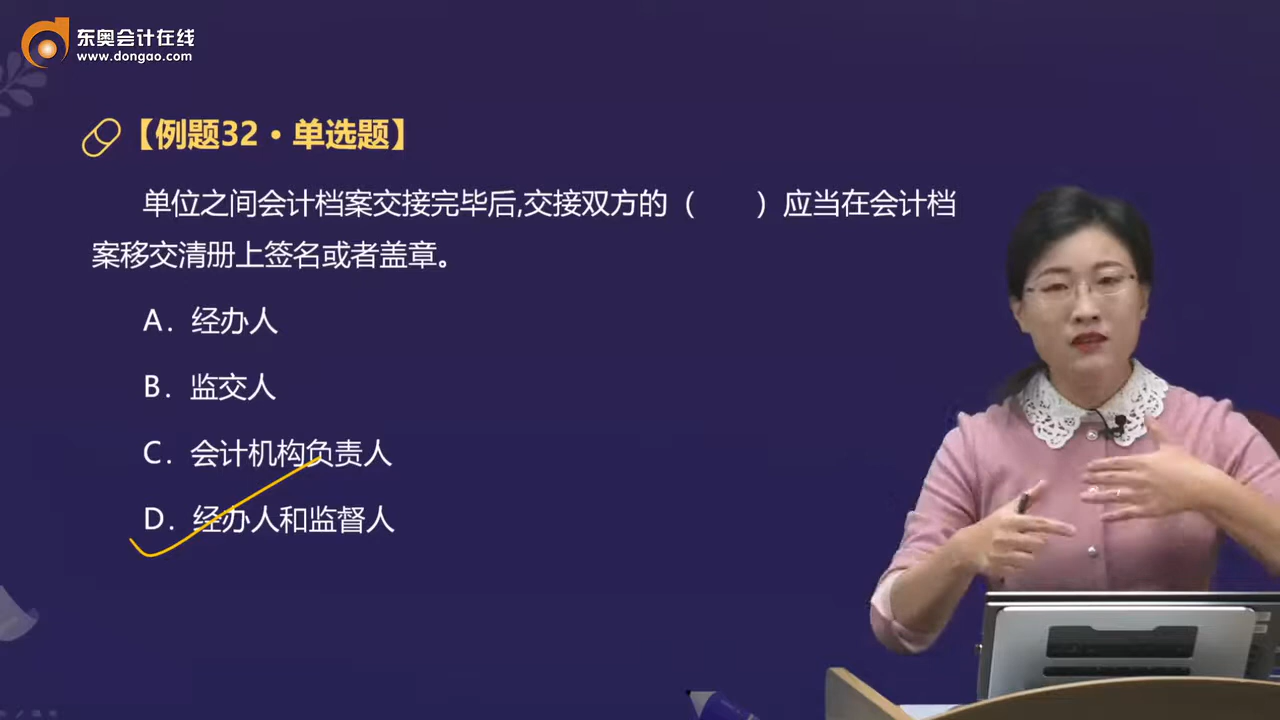 东奥会计在线
www.dongao.com
【例题32·单选题】
单位之间会计档案交接完毕后,交接双方的（ ）应当在会计档
案移交清册上签名或者盖章。
A. 经办人
B. 监交人
C. 会计机构负责人
D. 经办人和监督人